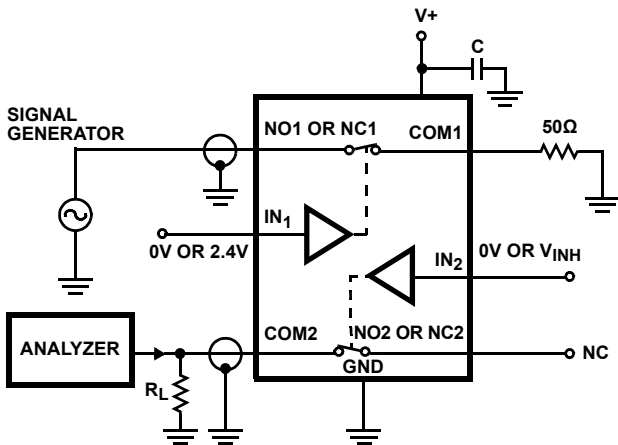 V+
C
SIGNAL
GENERATOR
NO1 OR NC1
COM1
50Ω
IN1
0V OR 2.4V
IN2
0V OR VINH
COM2
NO2 OR NC2
GND
NC
ANALYZER
RL